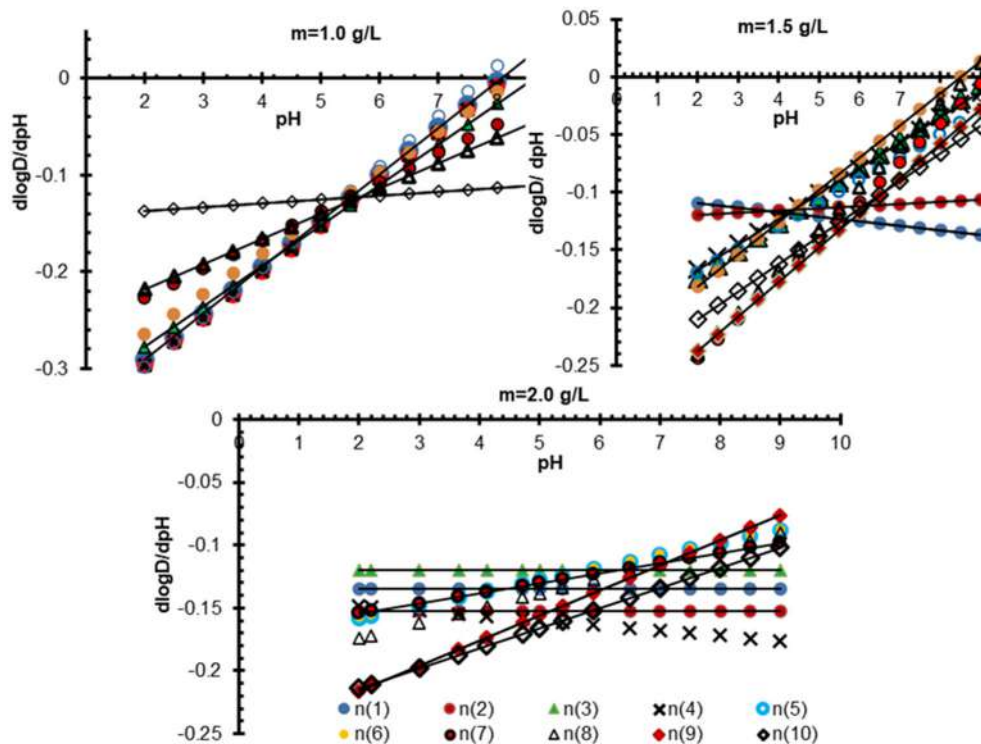 m=1.0 g/L
0
2 3 4 5 6 7 8
pH
-0.1
-0.2
-0.3
dlogD/dpH
m=1.5 g/L
0.05
0
2 3 4 5 6 7
pH
-0.05
-0.1
-0.15
-0.2
-0.25
dlogD/ dpH
m=2.0 g/L
0
0 1 2 3 4 5 6 7 8 9 10
pH
-0.05
-0.1
-0.15
-0.2
-0.25
dlogD/dpH
n(1) n(2) n(3) n(4) n(5)
n(6) n(7) n(8) n(9) n(10)